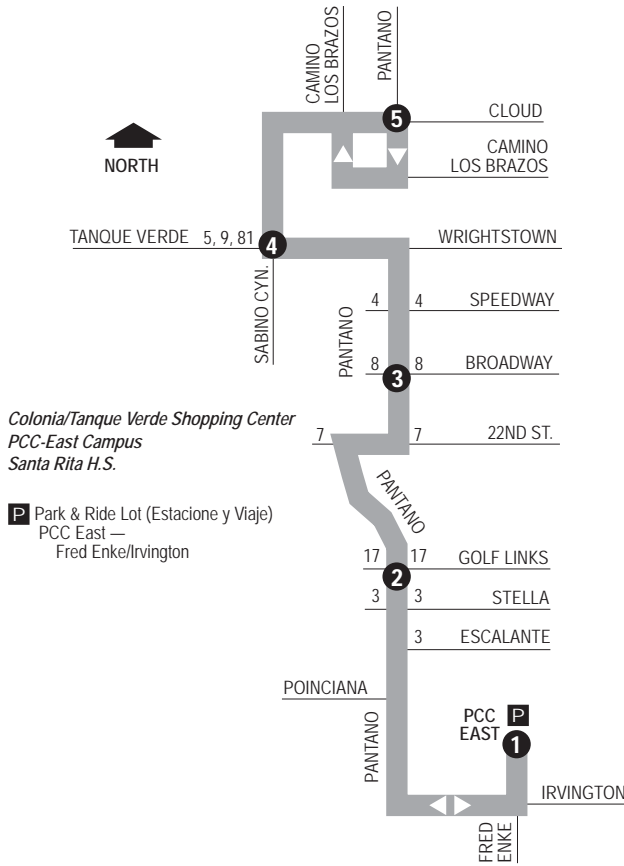 CAMINO
LOS BRAZOS
PANTANO
5
CLOUD
NORTH
CAMINO
LOS BRAZOS
TANQUE VERDE 5, 9, 81
4
WRIGHTSTOWN
SABINO CYN.
4 4 SPEEDWAY
PANTANO
8 3 8 BROADWAY
Colonia/Tanque Verde Shopping Center
PCC-East Campus
Santa Rita H.S.
7 7 22ND ST.
PANTANO
P Park & Ride Lot (Estacione y Viaje)
PCC East —
Fred Enke/Irvington
17 17 GOLF LINKS
2
3 3 STELLA
3 ESCALANTE
POINCIANA
PANTANO
PCC P
EAST
1
IRVINGTON
FRED
ENKE